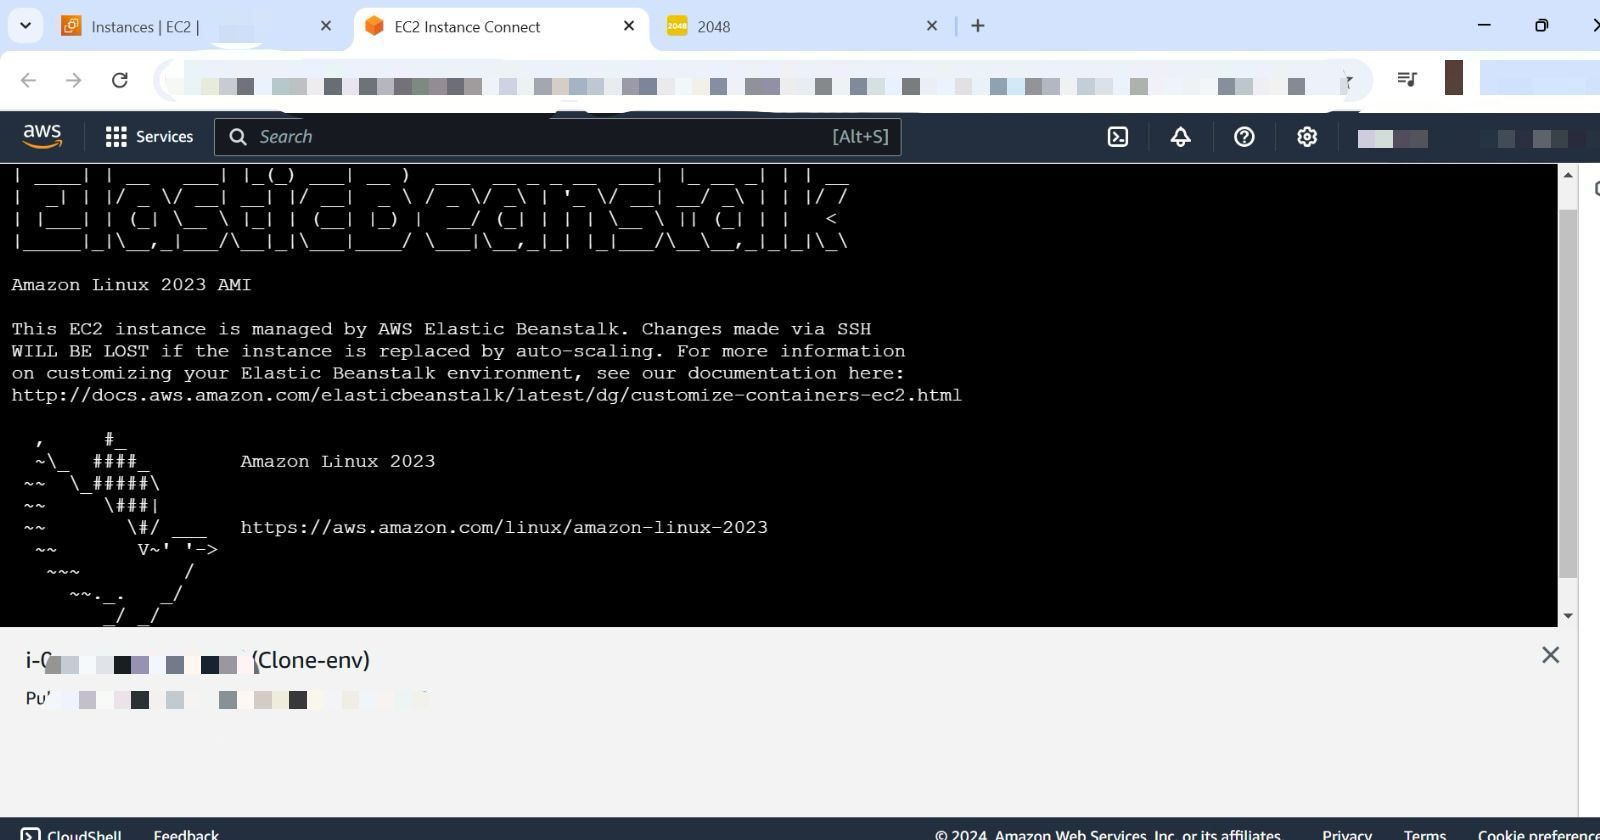 Instances | EC2 |
EC2 Instance Connect
2048
2048
aws
Services
Search
[Alt+S]
ElasticBeanstalk
Amazon Linux 2023 AMI
This EC2 instance is managed by AWS Elastic Beanstalk. Changes made via SSH
WILL BE LOST if the instance is replaced by auto-scaling. For more information
on customizing your Elastic Beanstalk environment, see our documentation here:
http://docs.aws.amazon.com/elasticbeanstalk/latest/dg/customize-containers-ec2.html
Amazon Linux 2023
https://aws.amazon.com/linux/amazon-linux-2023
(Clone-env)
CloudShell
Feedback
© 2024, Amazon Web Services, Inc. or its affiliates.
Privacy
Terms
Cookie preference